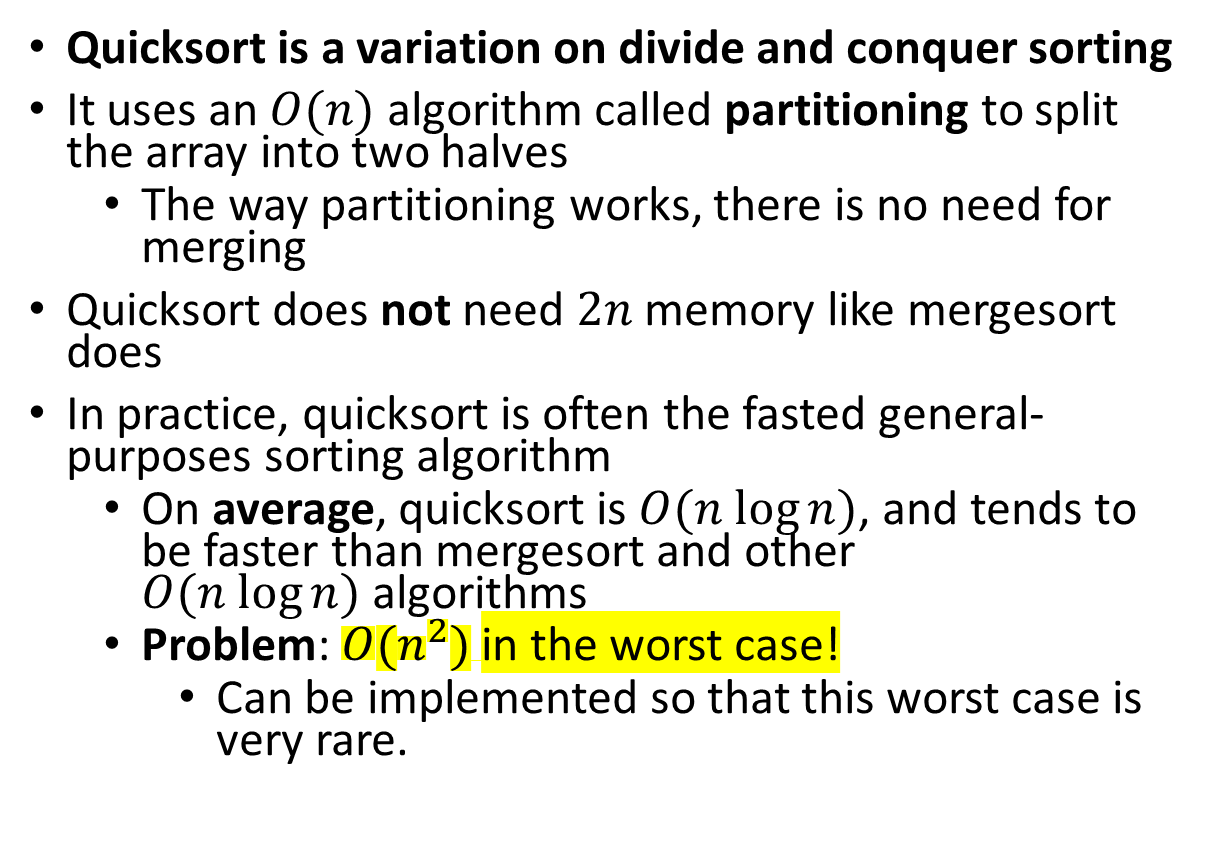 • Quicksort is a variation on divide and conquer sorting
• It uses an O(n) algorithm called partitioning to split
the array into two halves
• The way partitioning works, there is no need for
merging
• Quicksort does not need 2n memory like mergesort
does
• In practice, quicksort is often the fasted general-
purposes sorting algorithm
• On average, quicksort is O(n log n), and tends to
be faster than mergesort and other
O(n log n) algorithms
• Problem: O(n²) in the worst case!
• Can be implemented so that this worst case is
very rare.